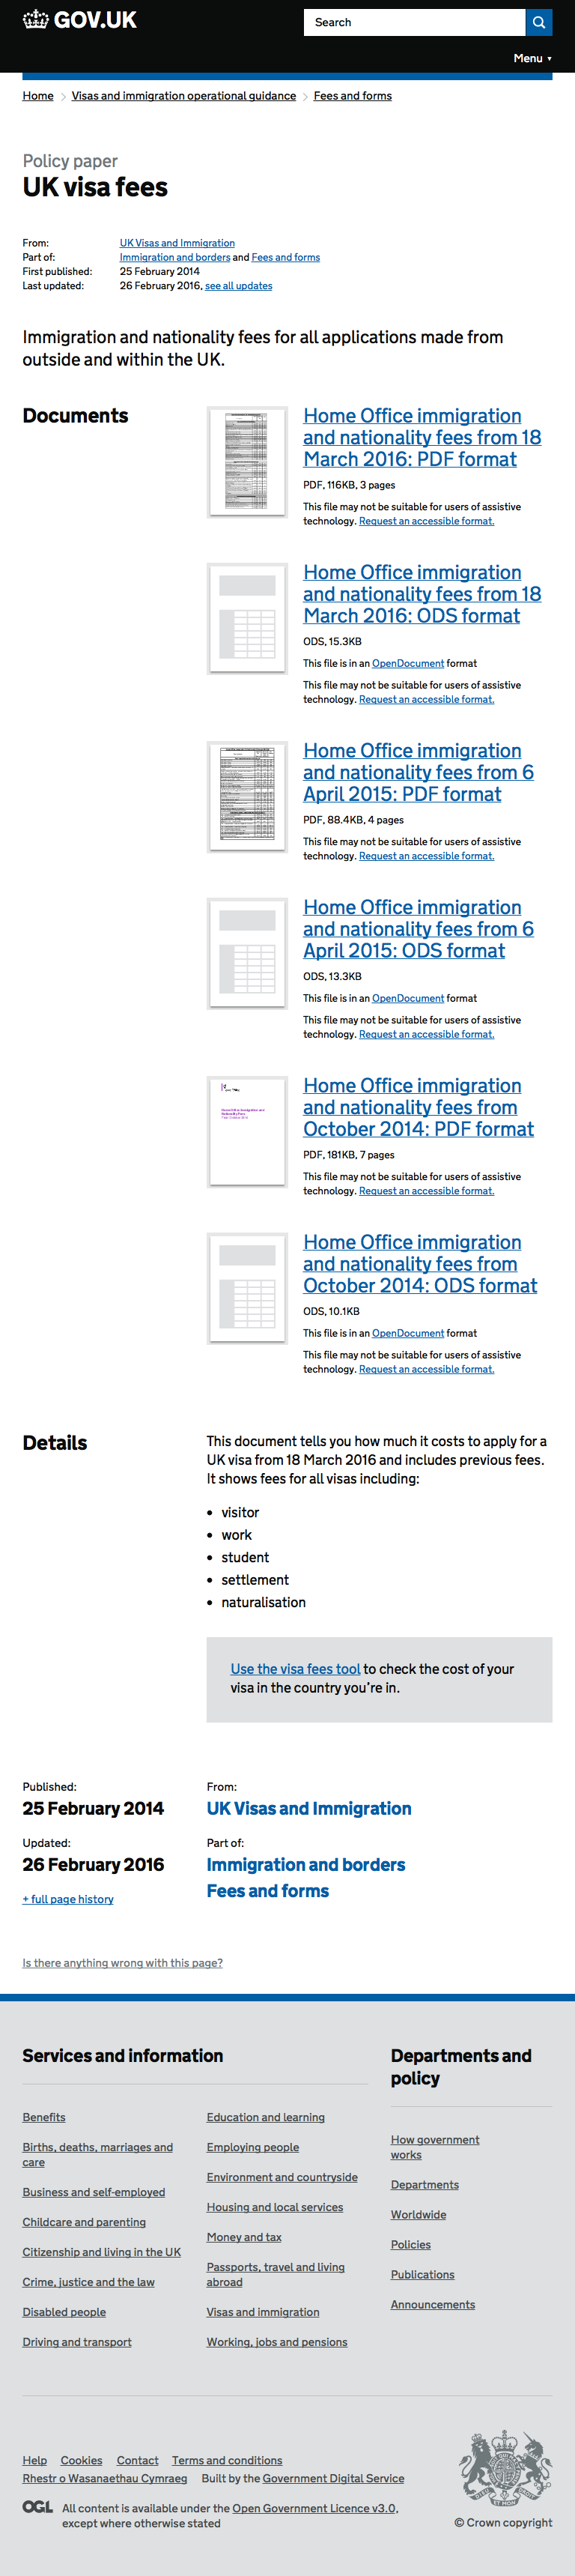 GOV.UK
Search
Menu ▼
Home > Visas and immigration operational guidance > Fees and forms
Policy paper
UK visa fees
From: UK Visas and Immigration
Part of: Immigration and borders and Fees and forms
First published: 25 February 2014
Last updated: 26 February 2016, see all updates
Immigration and nationality fees for all applications made from
outside and within the UK.
Documents
Home Office immigration
and nationality fees from 18
March 2016: PDF format
PDF, 116KB, 3 pages
This file may not be suitable for users of assistive
technology. Request an accessible format.
Home Office immigration
and nationality fees from 18
March 2016: ODS format
ODS, 15.3KB
This file is in an OpenDocument format
This file may not be suitable for users of assistive
technology. Request an accessible format.
Home Office immigration
and nationality fees from 6
April 2015: PDF format
PDF, 88.4KB, 4 pages
This file may not be suitable for users of assistive
technology. Request an accessible format.
Home Office immigration
and nationality fees from 6
April 2015: ODS format
ODS, 13.3KB
This file is in an OpenDocument format
This file may not be suitable for users of assistive
technology. Request an accessible format.
Home Office immigration
and nationality fees from
October 2014: PDF format
PDF, 181KB, 7 pages
This file may not be suitable for users of assistive
technology. Request an accessible format.
Home Office immigration
and nationality fees from
October 2014: ODS format
ODS, 10.1KB
This file is in an OpenDocument format
This file may not be suitable for users of assistive
technology. Request an accessible format.
Details
This document tells you how much it costs to apply for a
UK visa from 18 March 2016 and includes previous fees.
It shows fees for all visas including:
• visitor
• work
• student
• settlement
• naturalisation
Use the visa fees tool to check the cost of your
visa in the country you're in.
Published:
25 February 2014
Updated:
26 February 2016
+ full page history
From:
UK Visas and Immigration
Part of:
Immigration and borders
Fees and forms
Is there anything wrong with this page?
Services and information
Benefits
Births, deaths, marriages and
care
Business and self-employed
Childcare and parenting
Citizenship and living in the UK
Crime, justice and the law
Disabled people
Driving and transport
Education and learning
Employing people
Environment and countryside
Housing and local services
Money and tax
Passports, travel and living
abroad
Visas and immigration
Working, jobs and pensions
Departments and
policy
How government
works
Departments
Worldwide
Policies
Publications
Announcements
Help Cookies Contact Terms and conditions
Rhestr o Wasanaethau Cymraeg Built by the Government Digital Service
OGL All content is available under the Open Government Licence v3.0,
except where otherwise stated
© Crown copyright